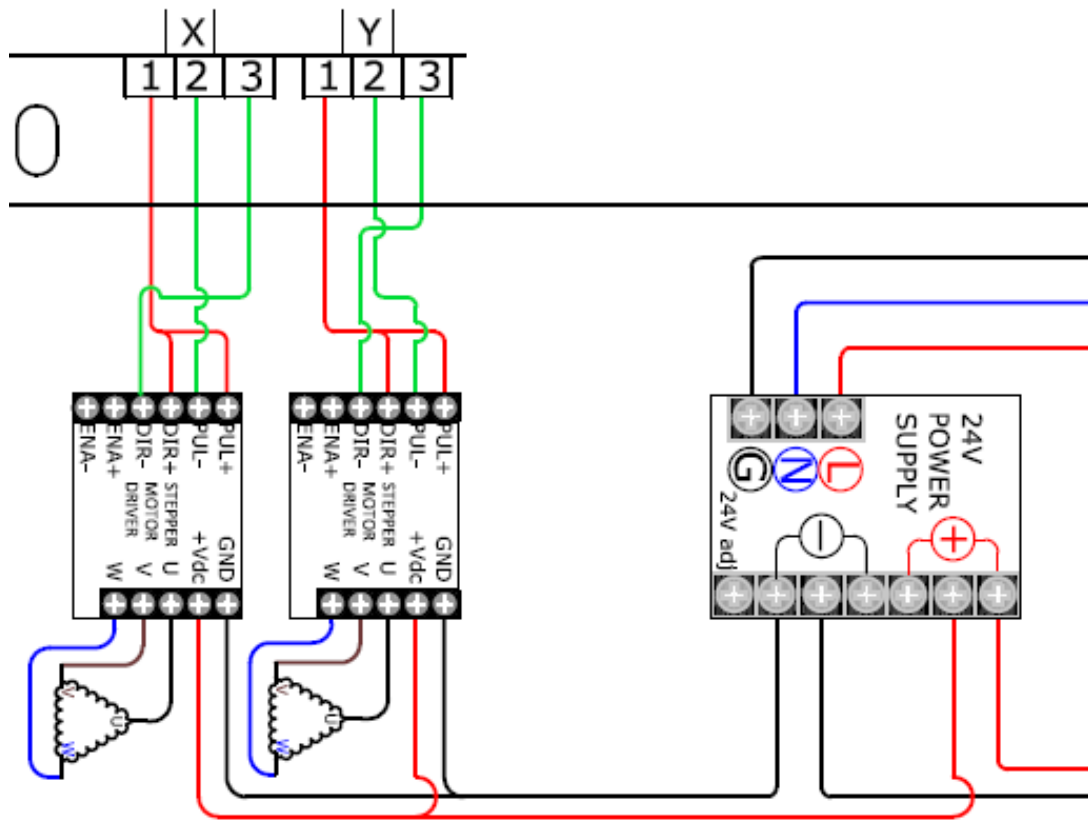 X Y
1 2 3 1 2 3
ENA-
ENA+
DIR-
DIR+
PUL-
PUL+
STEPPER
MOTOR
DRIVER
W
V
U
+Vdc
GND
V
U
W
ENA-
ENA+
DIR-
DIR+
PUL-
PUL+
STEPPER
MOTOR
DRIVER
W
V
U
+Vdc
GND
V
U
W
G N L
24V
POWER
SUPPLY
24V adj
− +